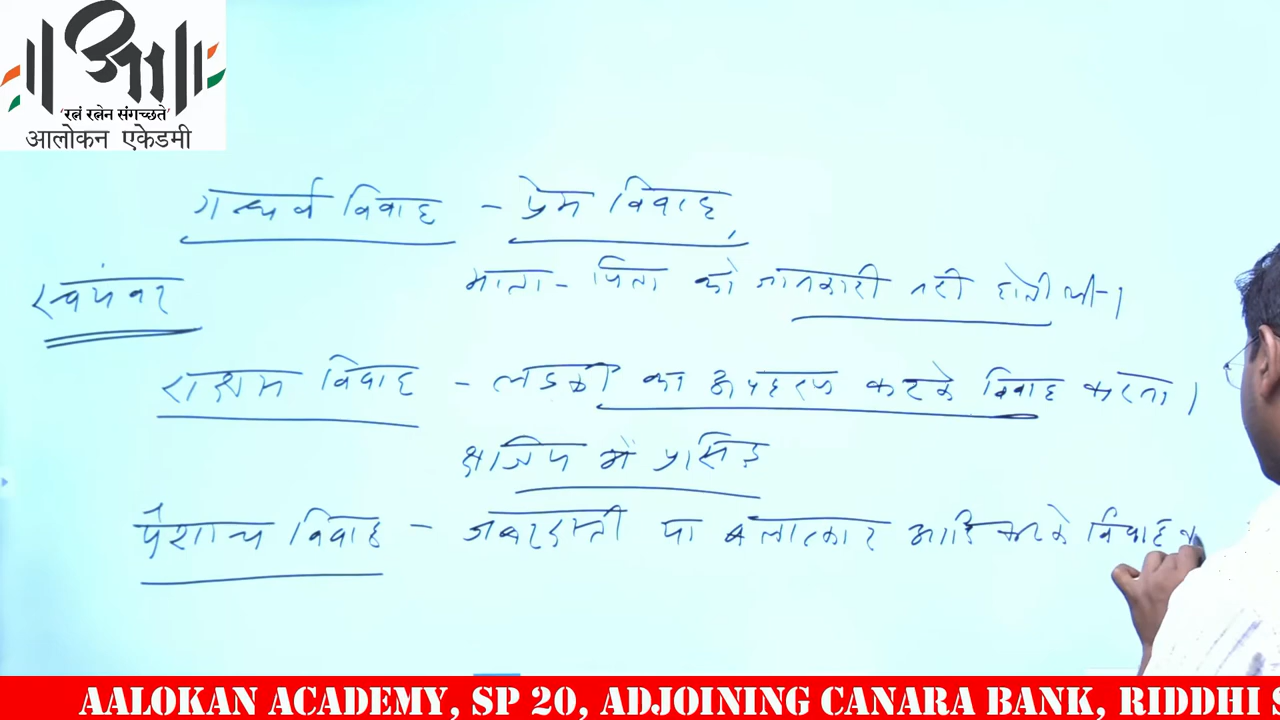 'रत्नं रत्नेन संगच्छते'
आलोकन एकेडमी
गन्धर्व विवाह - प्रेम विवाह,
माता - पिता को जानकारी नही होती थी।
स्वयंवर
राक्षस विवाह - लडकी का अपहरण करके विवाह करना।
क्षत्रिय में प्रसिद्ध
पैशाच विवाह - जबरदस्ती या बलात्कार आदि करके विवाह
AALOKAN ACADEMY, SP 20, ADJOINING CANARA BANK, RIDDHI S